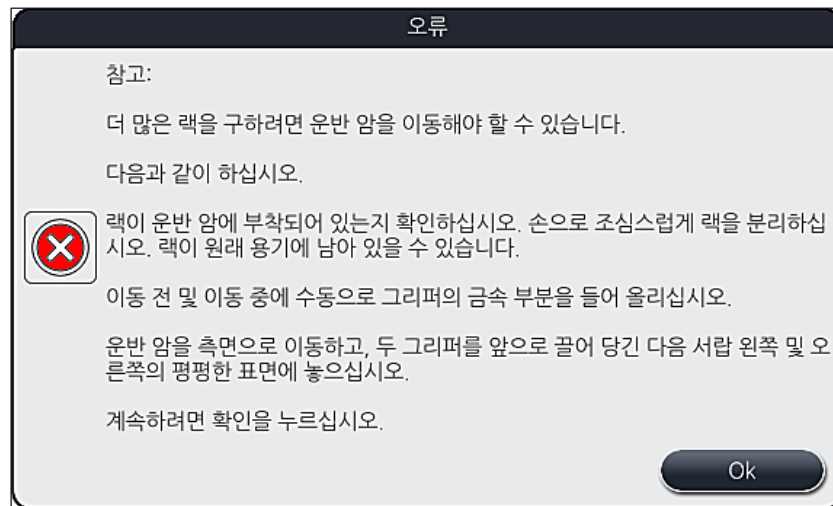 오류
참고:
더 많은 랙을 구하려면 운반 암을 이동해야 할 수 있습니다.
다음과 같이 하십시오.
랙이 운반 암에 부착되어 있는지 확인하십시오. 손으로 조심스럽게 랙을 분리하십
시오. 랙이 원래 용기에 남아 있을 수 있습니다.
이동 전 및 이동 중에 수동으로 그리퍼의 금속 부분을 들어 올리십시오.
운반 암을 측면으로 이동하고, 두 그리퍼를 앞으로 끌어 당긴 다음 서랍 왼쪽 및 오
른쪽의 평평한 표면에 놓으십시오.
계속하려면 확인을 누르십시오.
Ok